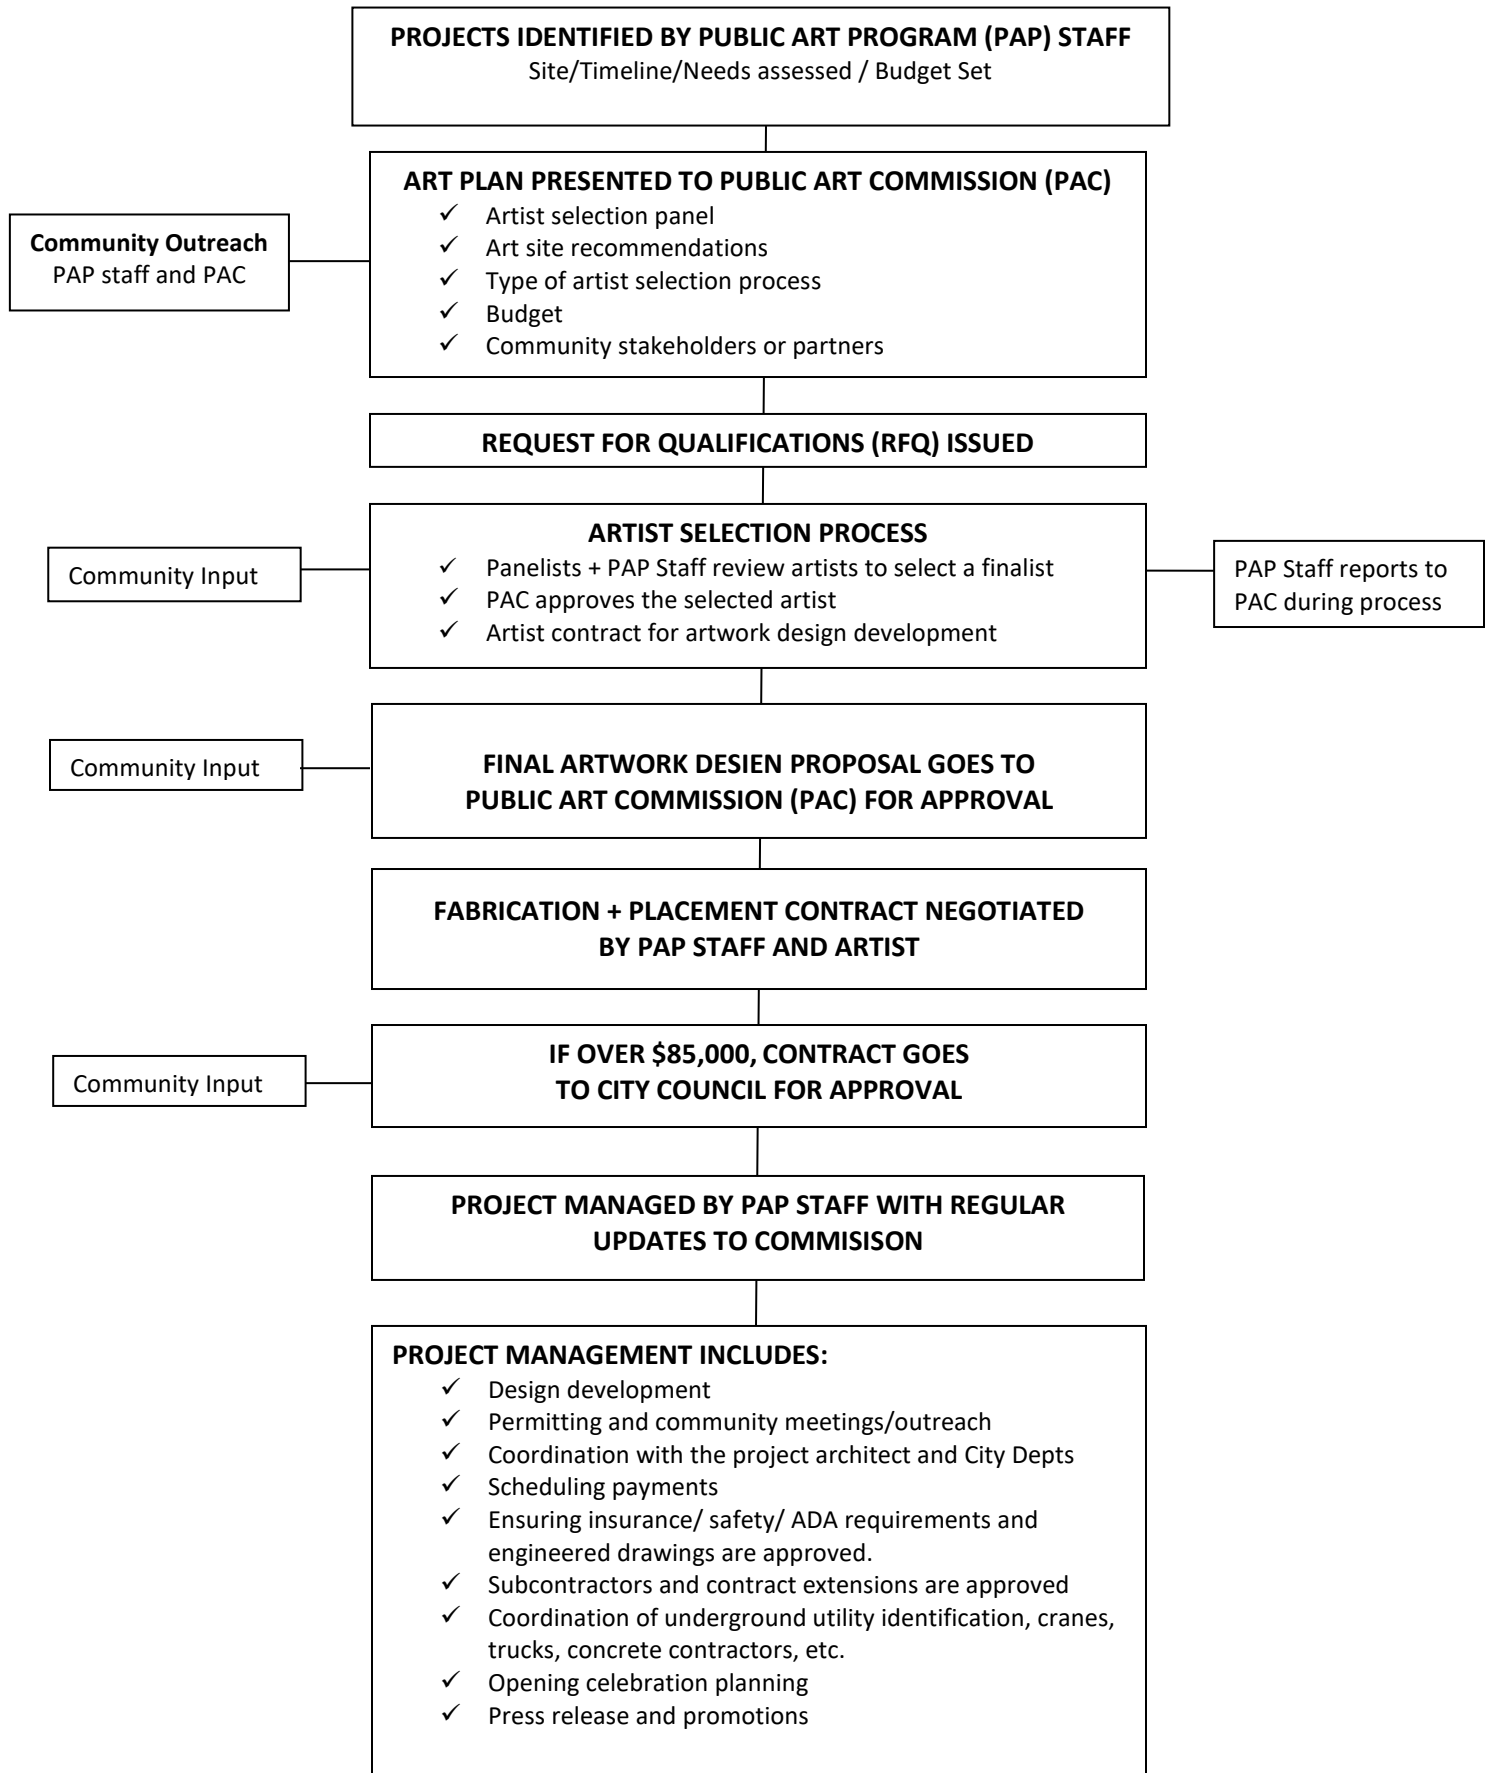 PROJECTS IDENTIFIED BY PUBLIC ART PROGRAM (PAP) STAFF
Site/Timeline/Needs assessed / Budget Set
ART PLAN PRESENTED TO PUBLIC ART COMMISSION (PAC)
✓ Artist selection panel
✓ Art site recommendations
✓ Type of artist selection process
✓ Budget
✓ Community stakeholders or partners
Community Outreach
PAP staff and PAC
REQUEST FOR QUALIFICATIONS (RFQ) ISSUED
ARTIST SELECTION PROCESS
✓ Panelists + PAP Staff review artists to select a finalist
✓ PAC approves the selected artist
✓ Artist contract for artwork design development
Community Input
PAP Staff reports to
PAC during process
Community Input
FINAL ARTWORK DESIEN PROPOSAL GOES TO
PUBLIC ART COMMISSION (PAC) FOR APPROVAL
FABRICATION + PLACEMENT CONTRACT NEGOTIATED
BY PAP STAFF AND ARTIST
IF OVER $85,000, CONTRACT GOES
TO CITY COUNCIL FOR APPROVAL
Community Input
PROJECT MANAGED BY PAP STAFF WITH REGULAR
UPDATES TO COMMISISON
PROJECT MANAGEMENT INCLUDES:
✓ Design development
✓ Permitting and community meetings/outreach
✓ Coordination with the project architect and City Depts
✓ Scheduling payments
✓ Ensuring insurance/ safety/ ADA requirements and
engineered drawings are approved.
✓ Subcontractors and contract extensions are approved
✓ Coordination of underground utility identification, cranes,
trucks, concrete contractors, etc.
✓ Opening celebration planning
✓ Press release and promotions